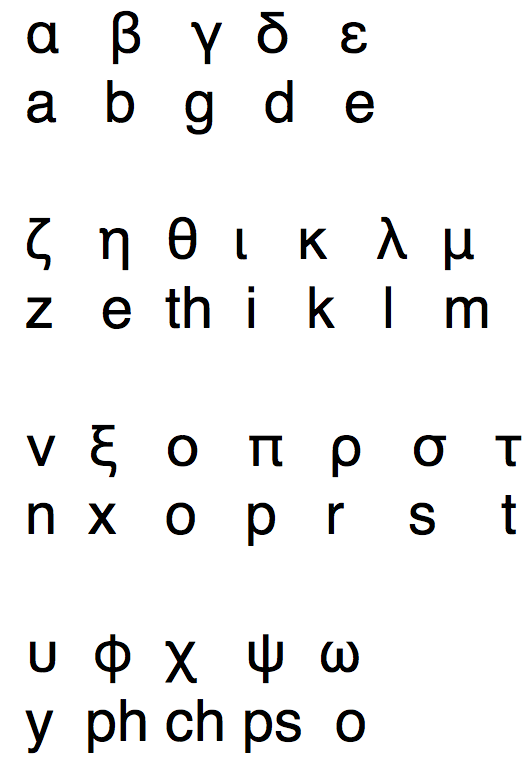 α β γ δ ε
a b g d e
ζ η θ ι κ λ μ
z e th i k l m
ν ξ ο π ρ σ τ
n x o p r s t
υ φ χ ψ ω
y ph ch ps o